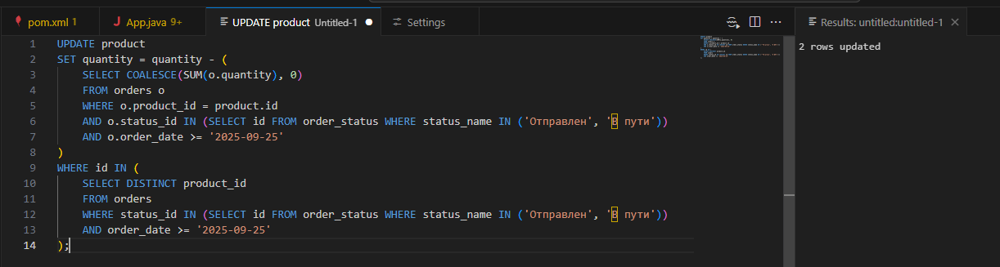 pom.xml 1
App.java 9+
UPDATE product Untitled-1
Settings
Results: untitled:untitled-1
1 UPDATE product
2 SET quantity = quantity - (
3 SELECT COALESCE(SUM(o.quantity), 0)
4 FROM orders o
5 WHERE o.product_id = product.id
6 AND o.status_id IN (SELECT id FROM order_status WHERE status_name IN ('Отправлен', 'В пути'))
7 AND o.order_date >= '2025-09-25'
8 )
9 WHERE id IN (
10 SELECT DISTINCT product_id
11 FROM orders
12 WHERE status_id IN (SELECT id FROM order_status WHERE status_name IN ('Отправлен', 'В пути'))
13 AND order_date >= '2025-09-25'
14 );
2 rows updated